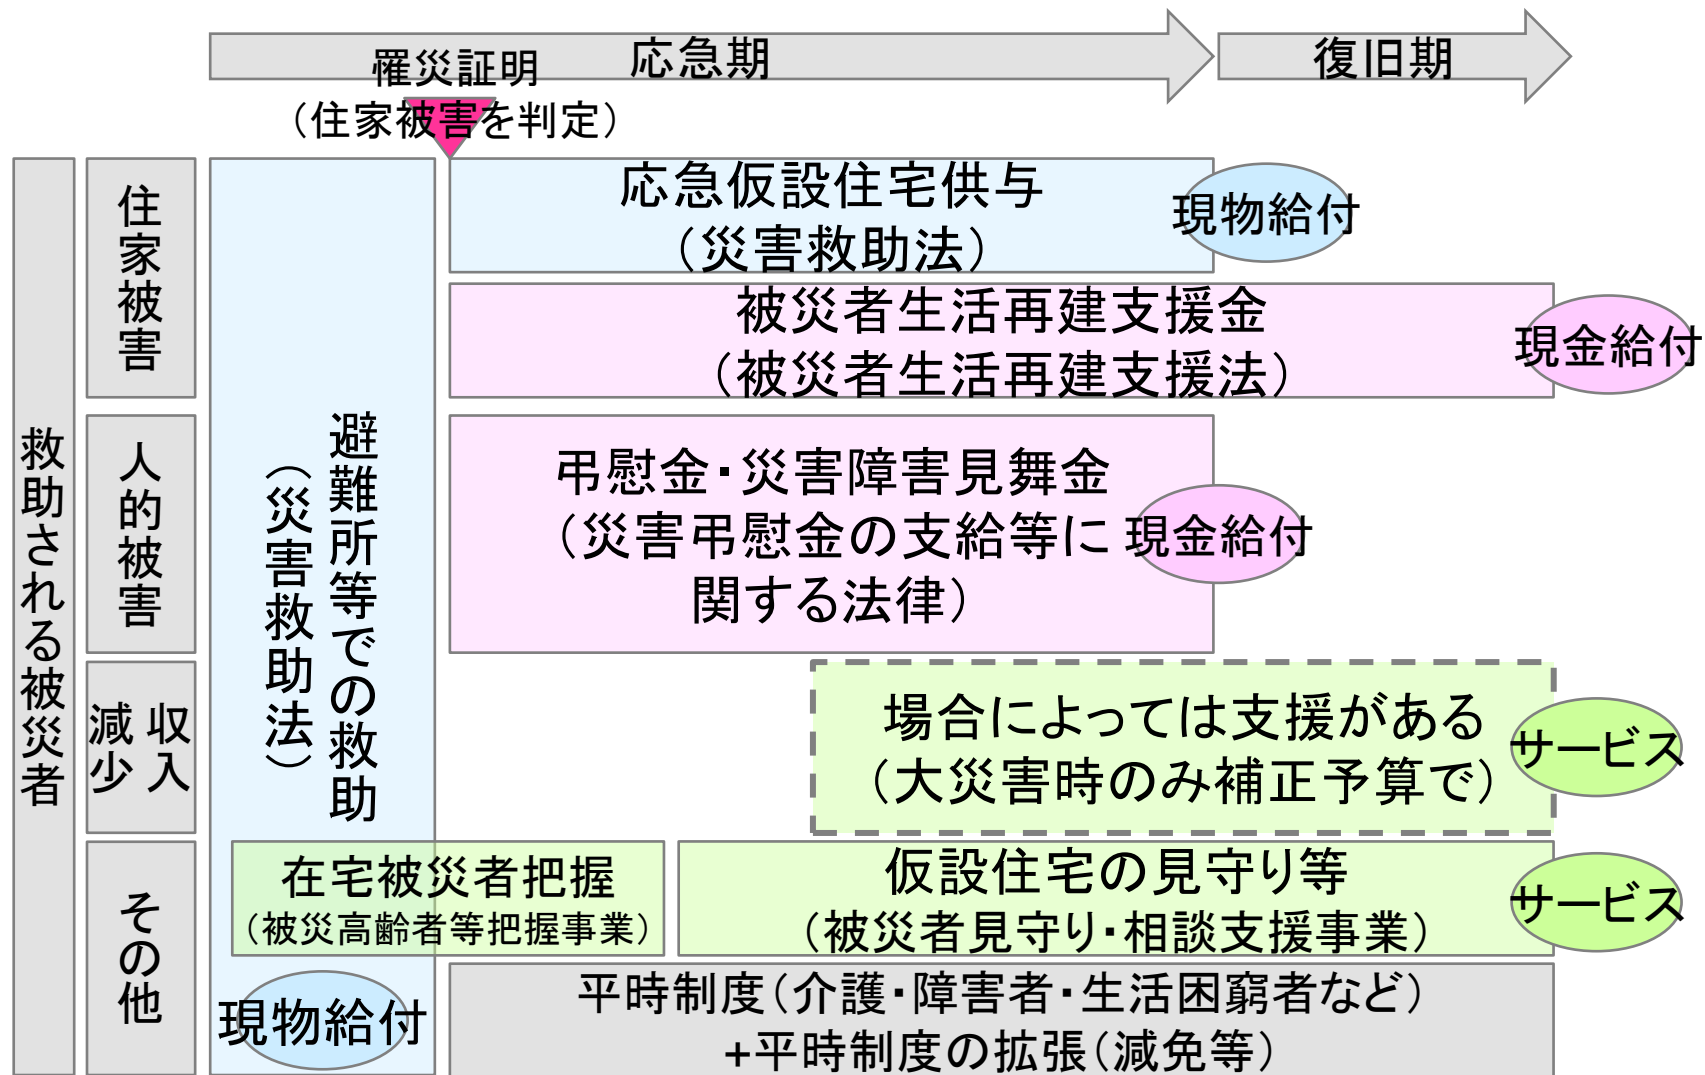 応急期
復旧期
罹災証明
（住家被害を判定）
救助される被災者
住家被害
人的被害
収入
減少
その他
避難所等での救助
（災害救助法）
現物給付
応急仮設住宅供与
（災害救助法）
現物給付
被災者生活再建支援金
（被災者生活再建支援法）
現金給付
弔慰金・災害障害見舞金
（災害弔慰金の支給等に
関する法律）
現金給付
場合によっては支援がある
（大災害時のみ補正予算で）
サービス
在宅被災者把握
（被災高齢者等把握事業）
仮設住宅の見守り等
（被災者見守り・相談支援事業）
サービス
平時制度（介護・障害者・生活困窮者など）
+平時制度の拡張（減免等）